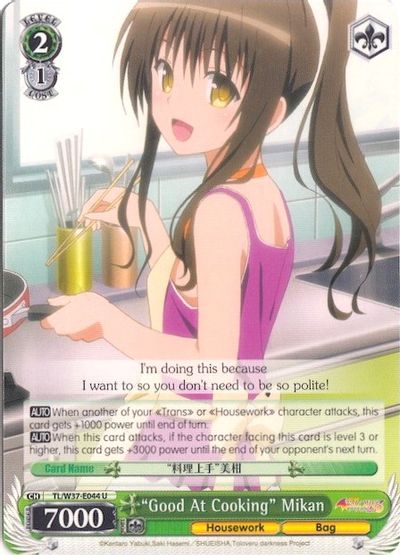 LEVEL
2
1
COST
I'm doing this because
I want to so you don't need to be so polite!
AUTO When another of your «Trans» or «Housework» character attacks, this
card gets +1000 power until end of turn.
AUTO When this card attacks, if the character facing this card is level 3 or
higher, this card gets +3000 power until the end of your opponent's next turn.
Card Name "料理上手"美柑
CH TL/W37-E044 U
7000
"Good At Cooking" Mikan
Housework Bag
©Kentaro Yabuki,Saki Hasemi／SHUEISHA,Toloveru darkness Project